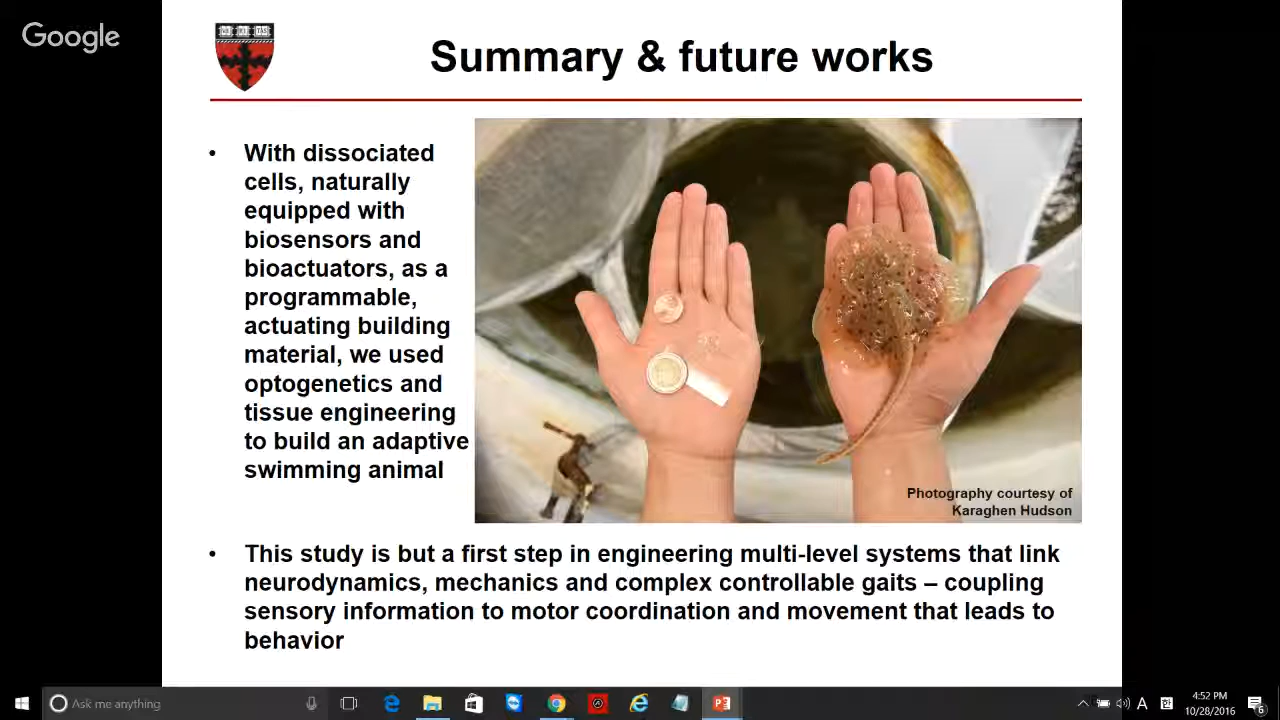 Google
Summary & future works
• With dissociated
cells, naturally
equipped with
biosensors and
bioactuators, as a
programmable,
actuating building
material, we used
optogenetics and
tissue engineering
to build an adaptive
swimming animal
Photography courtesy of
Karaghen Hudson
• This study is but a first step in engineering multi-level systems that link
neurodynamics, mechanics and complex controllable gaits – coupling
sensory information to motor coordination and movement that leads to
behavior
Ask me anything
A
4:52 PM
10/28/2016
6